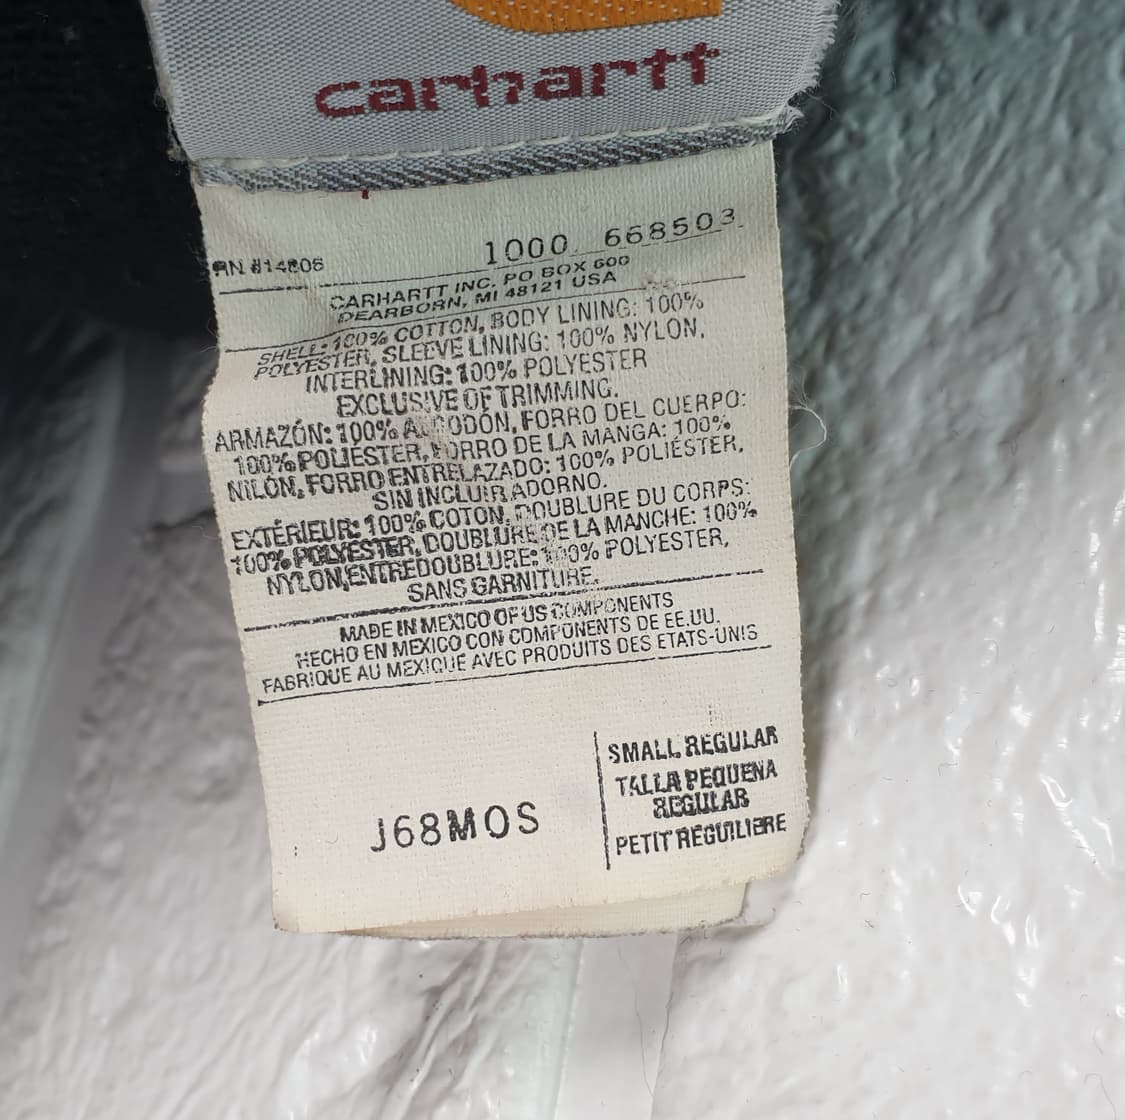 carhartt
1000 668503
RN #14806
CARHARTT INC. PO BOX 600
DEARBORN, MI 48121 USA
SHELL: 100% COTTON, BODY LINING: 100%
POLYESTER, SLEEVE LINING: 100% NYLON,
INTERLINING: 100% POLYESTER
EXCLUSIVE OF TRIMMING.
ARMAZÓN: 100% ALGODÓN, FORRO DEL CUERPO:
100% POLIESTER, FORRO DE LA MANGA: 100%
NILÓN, FORRO ENTRELAZADO: 100% POLIÉSTER,
SIN INCLUIR ADORNO.
EXTÉRIEUR: 100% COTON, DOUBLURE DU CORPS:
100% POLYESTER, DOUBLURE DE LA MANCHE: 100%
NYLON, ENTREDOUBLURE: 100% POLYESTER,
SANS GARNITURE.
MADE IN MEXICO OF US COMPONENTS
HECHO EN MEXICO CON COMPONENTS DE EE.UU.
FABRIQUE AU MEXIQUE AVEC PRODUITS DES ETATS-UNIS
SMALL REGULAR
TALLA PEQUENA
REGULAR
PETIT REGUILIERE
J68MOS